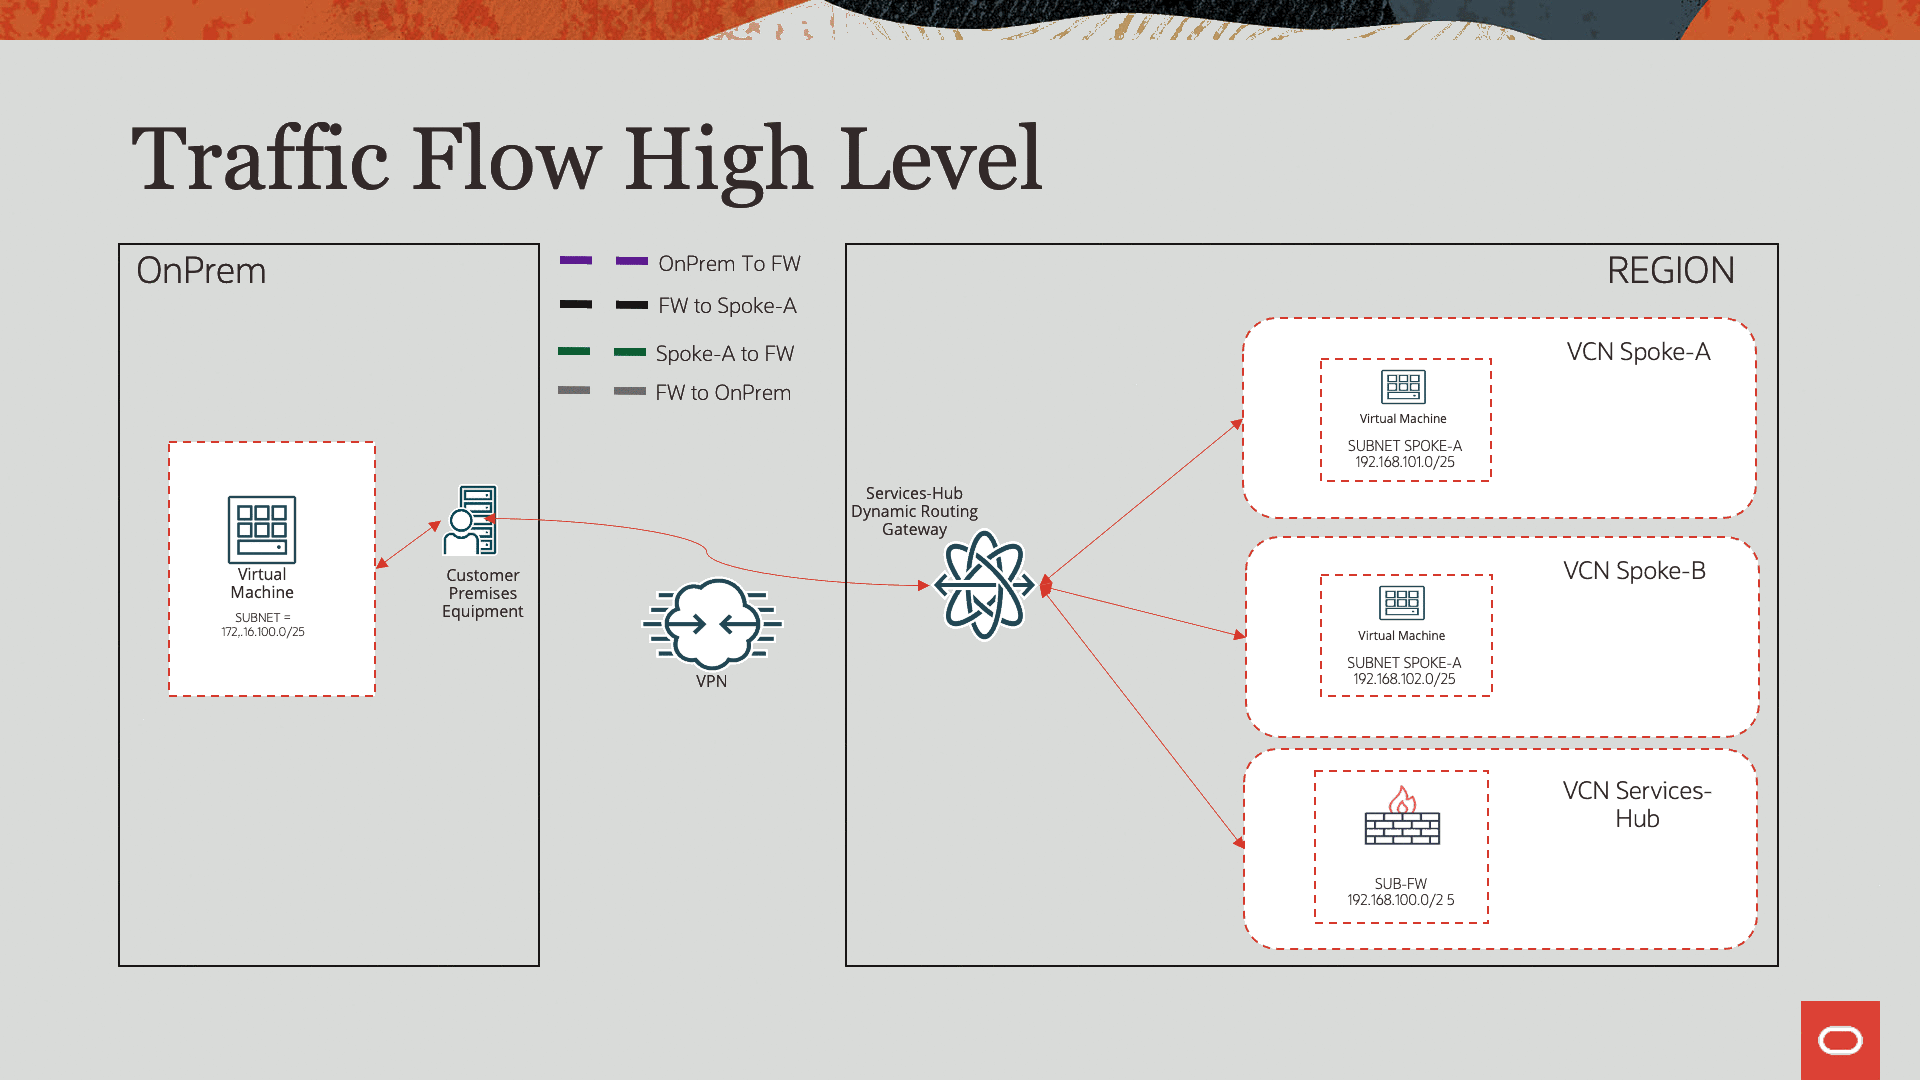 Traffic Flow High Level
OnPrem
OnPrem To FW
FW to Spoke-A
Spoke-A to FW
FW to OnPrem
REGION
Virtual
Machine
SUBNET =
172,.16.100.0/25
Customer
Premises
Equipment
VPN
Services-Hub
Dynamic Routing
Gateway
VCN Spoke-A
Virtual Machine
SUBNET SPOKE-A
192.168.101.0/25
VCN Spoke-B
Virtual Machine
SUBNET SPOKE-A
192.168.102.0/25
VCN Services-
Hub
SUB-FW
192.168.100.0/2 5